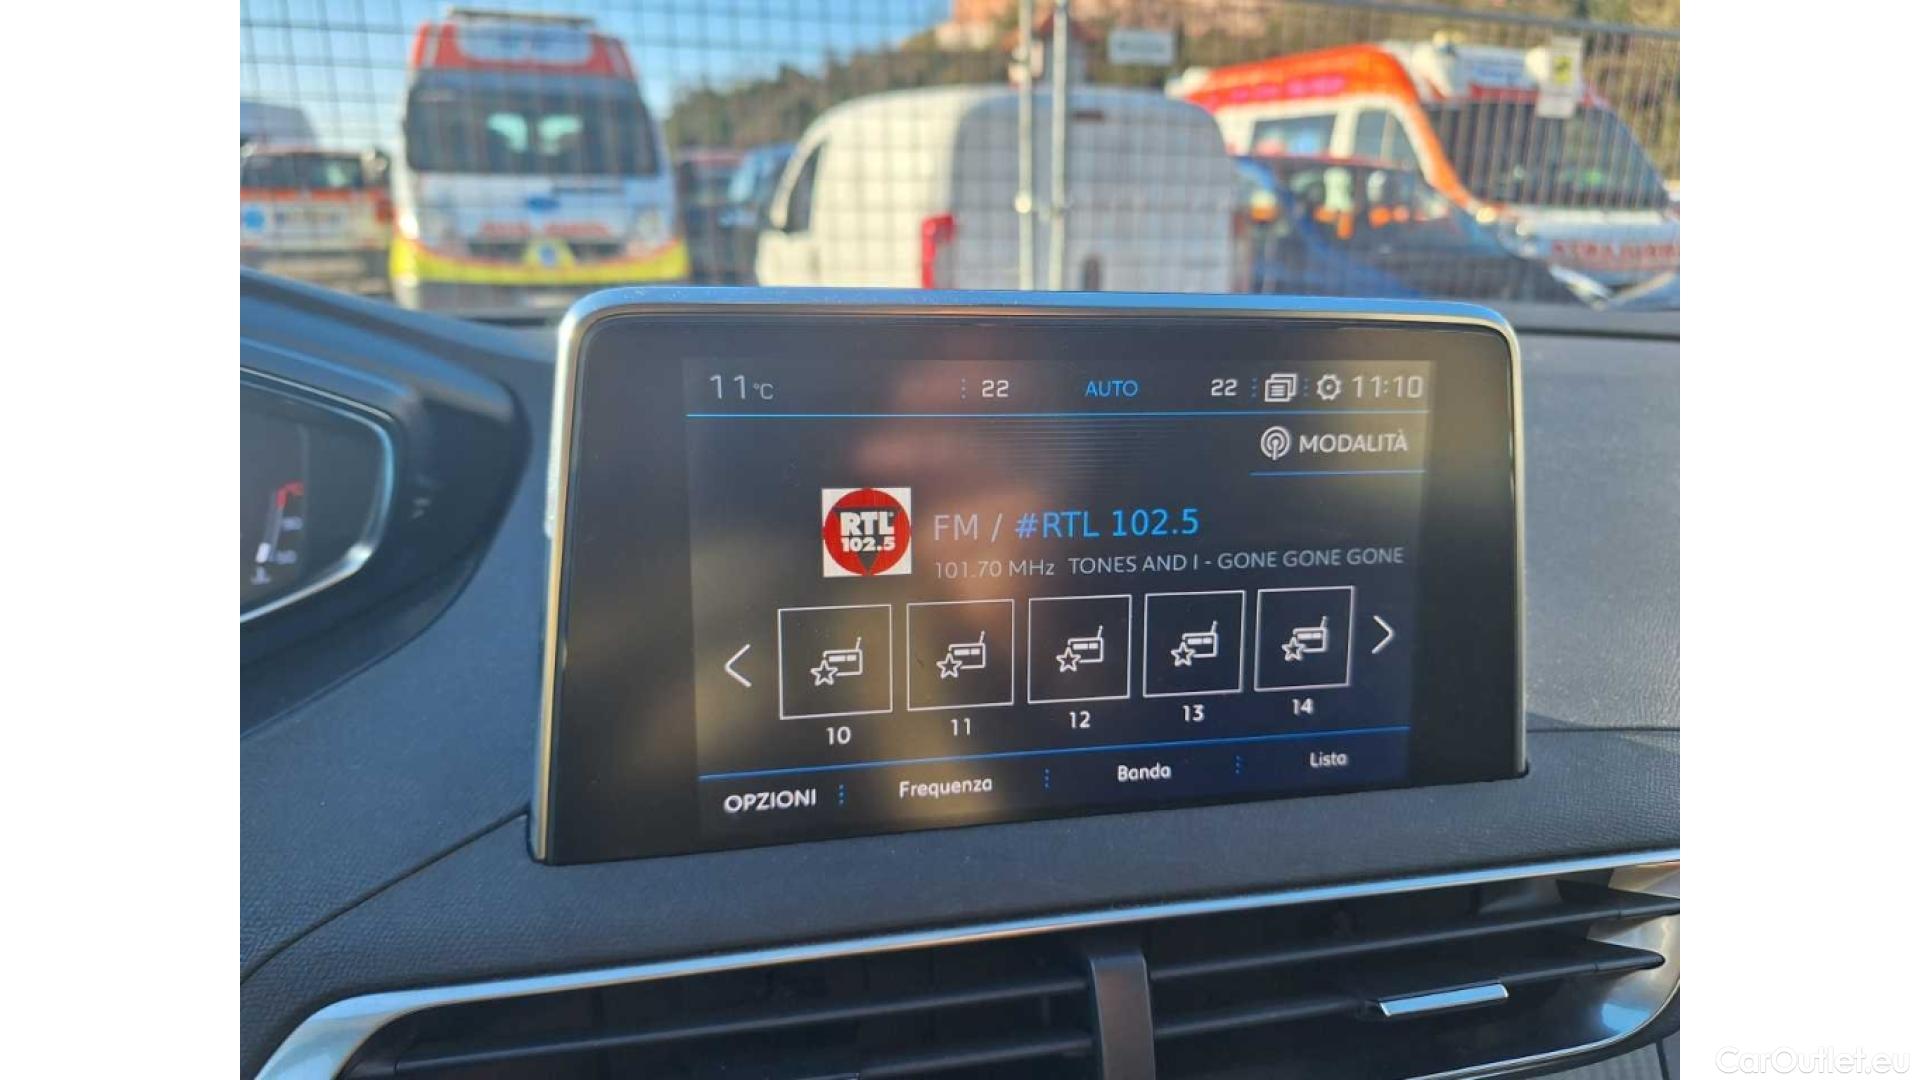 11°C 22 AUTO 22 11:10
MODALITÀ
RTL
102.5
FM / #RTL 102.5
101.70 MHz TONES AND I - GONE GONE GONE
10 11 12 13 14
OPZIONI Frequenza Banda Lista
CarOutlet.eu